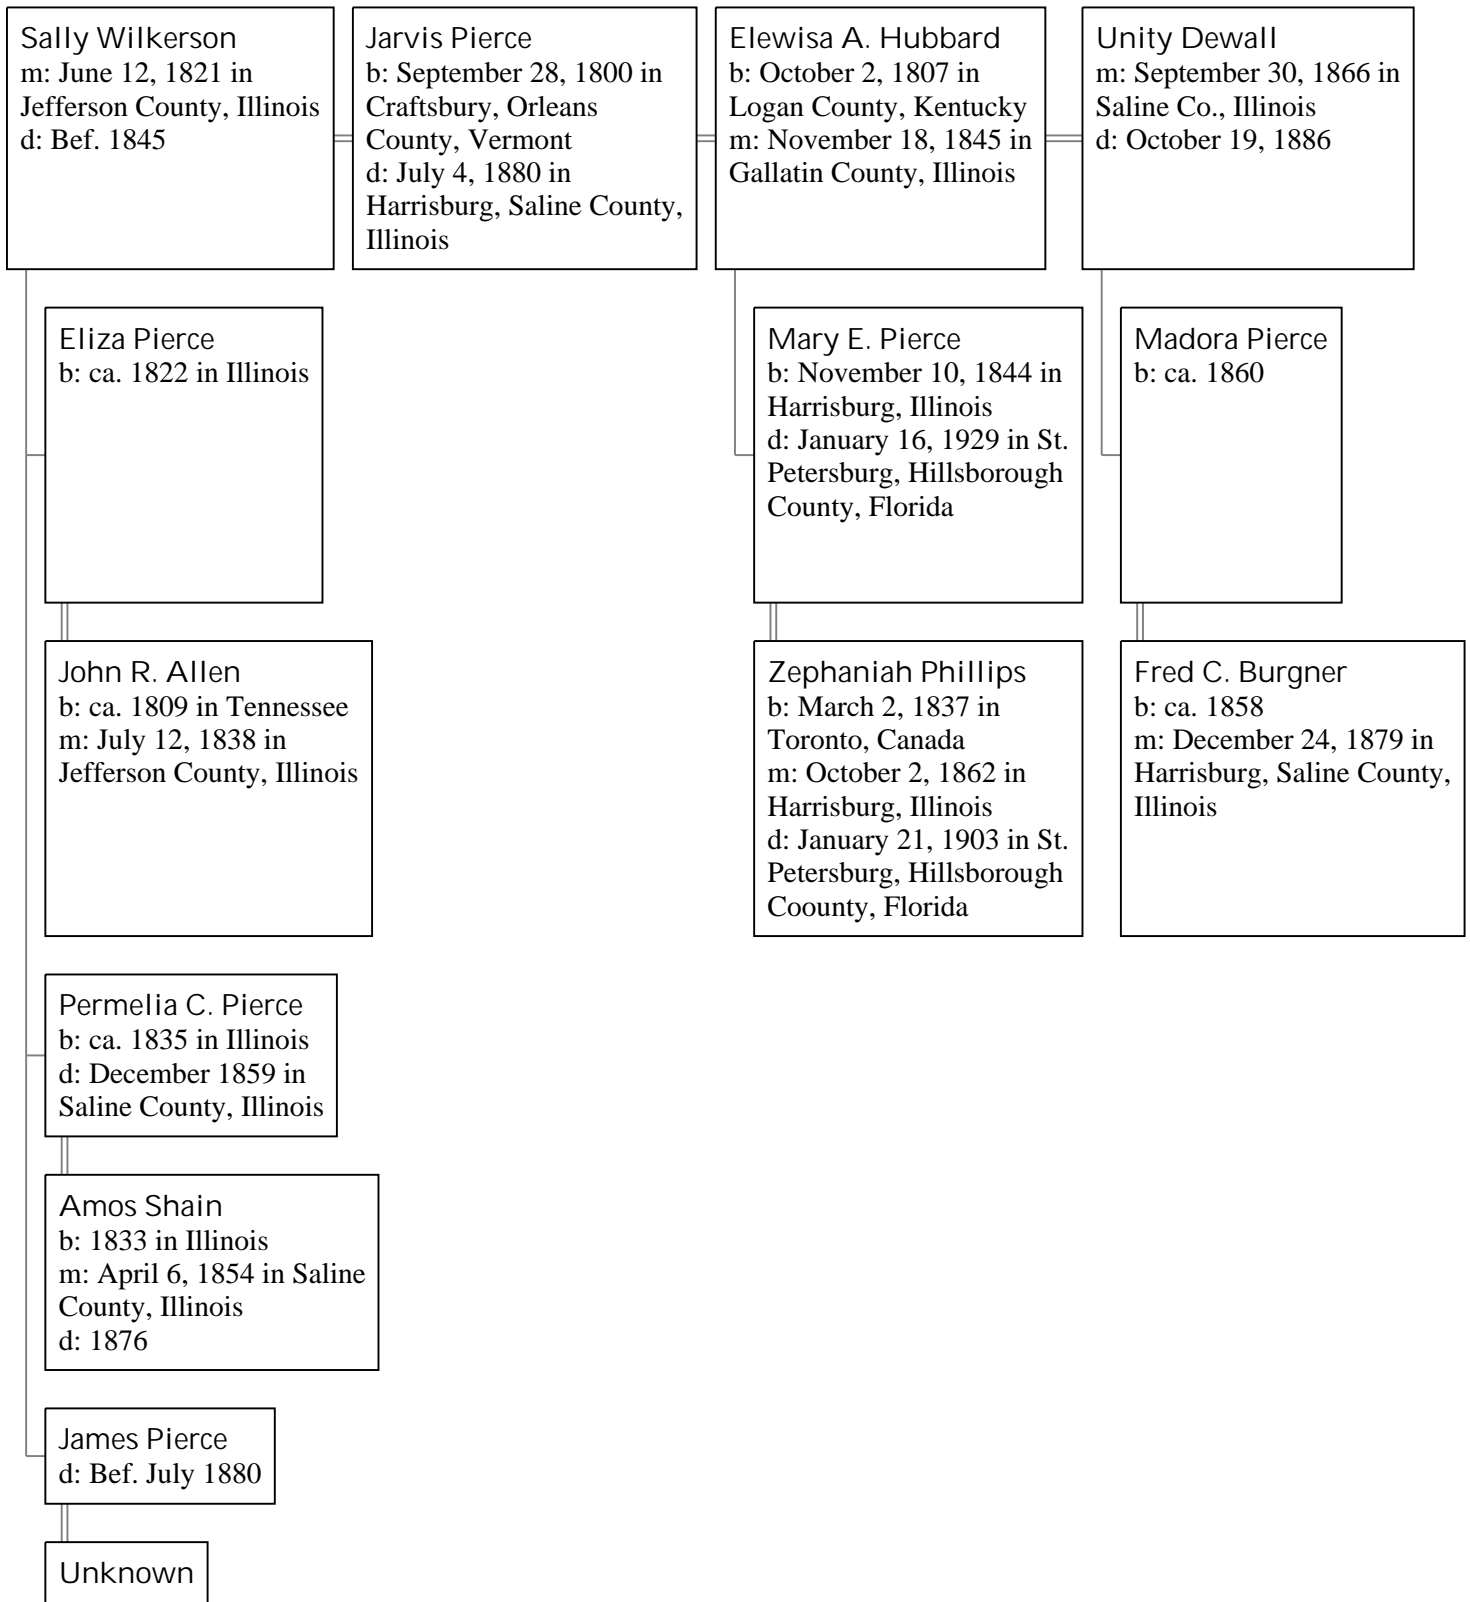 Sally Wilkerson
m: June 12, 1821 in
Jefferson County, Illinois
d: Bef. 1845
Jarvis Pierce
b: September 28, 1800 in
Craftsbury, Orleans
County, Vermont
d: July 4, 1880 in
Harrisburg, Saline County,
Illinois
Elewisa A. Hubbard
b: October 2, 1807 in
Logan County, Kentucky
m: November 18, 1845 in
Gallatin County, Illinois
Unity Dewall
m: September 30, 1866 in
Saline Co., Illinois
d: October 19, 1886
Eliza Pierce
b: ca. 1822 in Illinois
Mary E. Pierce
b: November 10, 1844 in
Harrisburg, Illinois
d: January 16, 1929 in St.
Petersburg, Hillsborough
County, Florida
Madora Pierce
b: ca. 1860
John R. Allen
b: ca. 1809 in Tennessee
m: July 12, 1838 in
Jefferson County, Illinois
Zephaniah Phillips
b: March 2, 1837 in
Toronto, Canada
m: October 2, 1862 in
Harrisburg, Illinois
d: January 21, 1903 in St.
Petersburg, Hillsborough
Coounty, Florida
Fred C. Burgner
b: ca. 1858
m: December 24, 1879 in
Harrisburg, Saline County,
Illinois
Permelia C. Pierce
b: ca. 1835 in Illinois
d: December 1859 in
Saline County, Illinois
Amos Shain
b: 1833 in Illinois
m: April 6, 1854 in Saline
County, Illinois
d: 1876
James Pierce
d: Bef. July 1880
Unknown